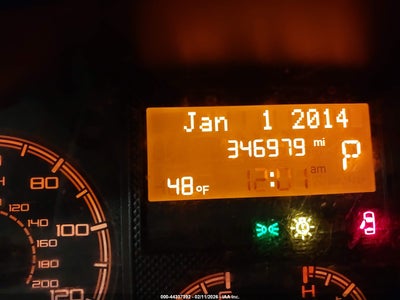 Jan 1 2014
346979 mi
P
12:01 am
48°F
80
100
120
120
140
160
180
200
F
H
000-44337392 - 02/11/2026 - IAA Inc.